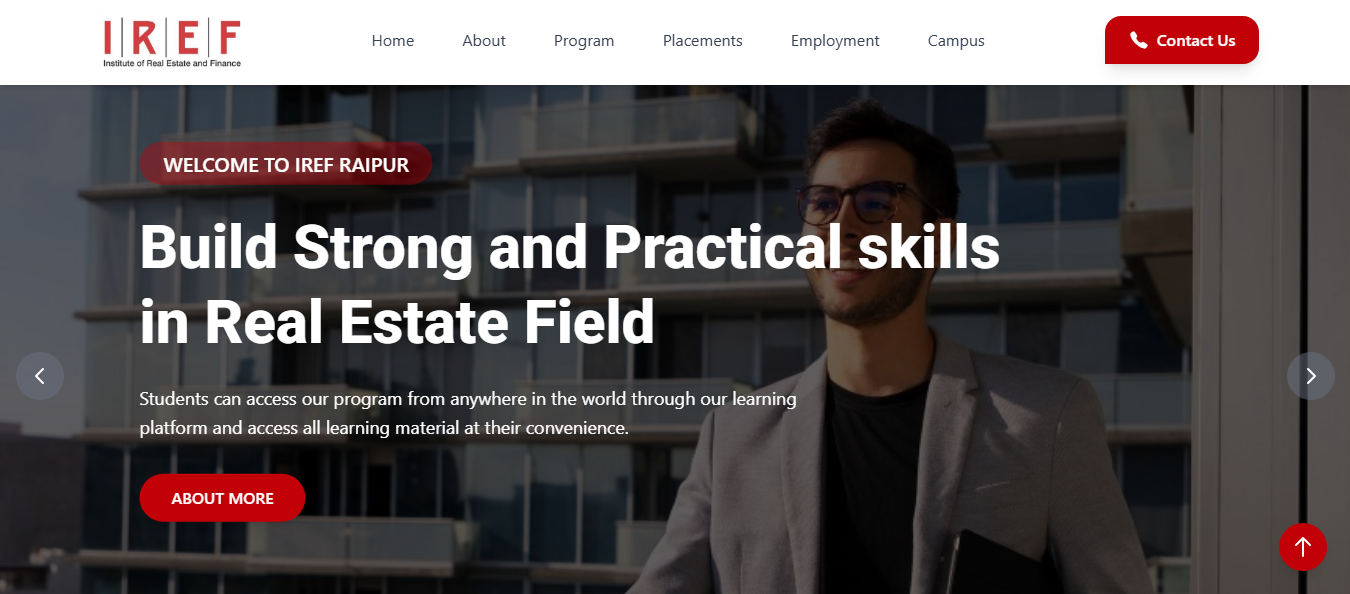 I|R|E|F
Institute of Real Estate and Finance
Home About Program Placements Employment Campus
Contact Us
WELCOME TO IREF RAIPUR
Build Strong and Practical skills
in Real Estate Field
Students can access our program from anywhere in the world through our learning
platform and access all learning material at their convenience.
ABOUT MORE